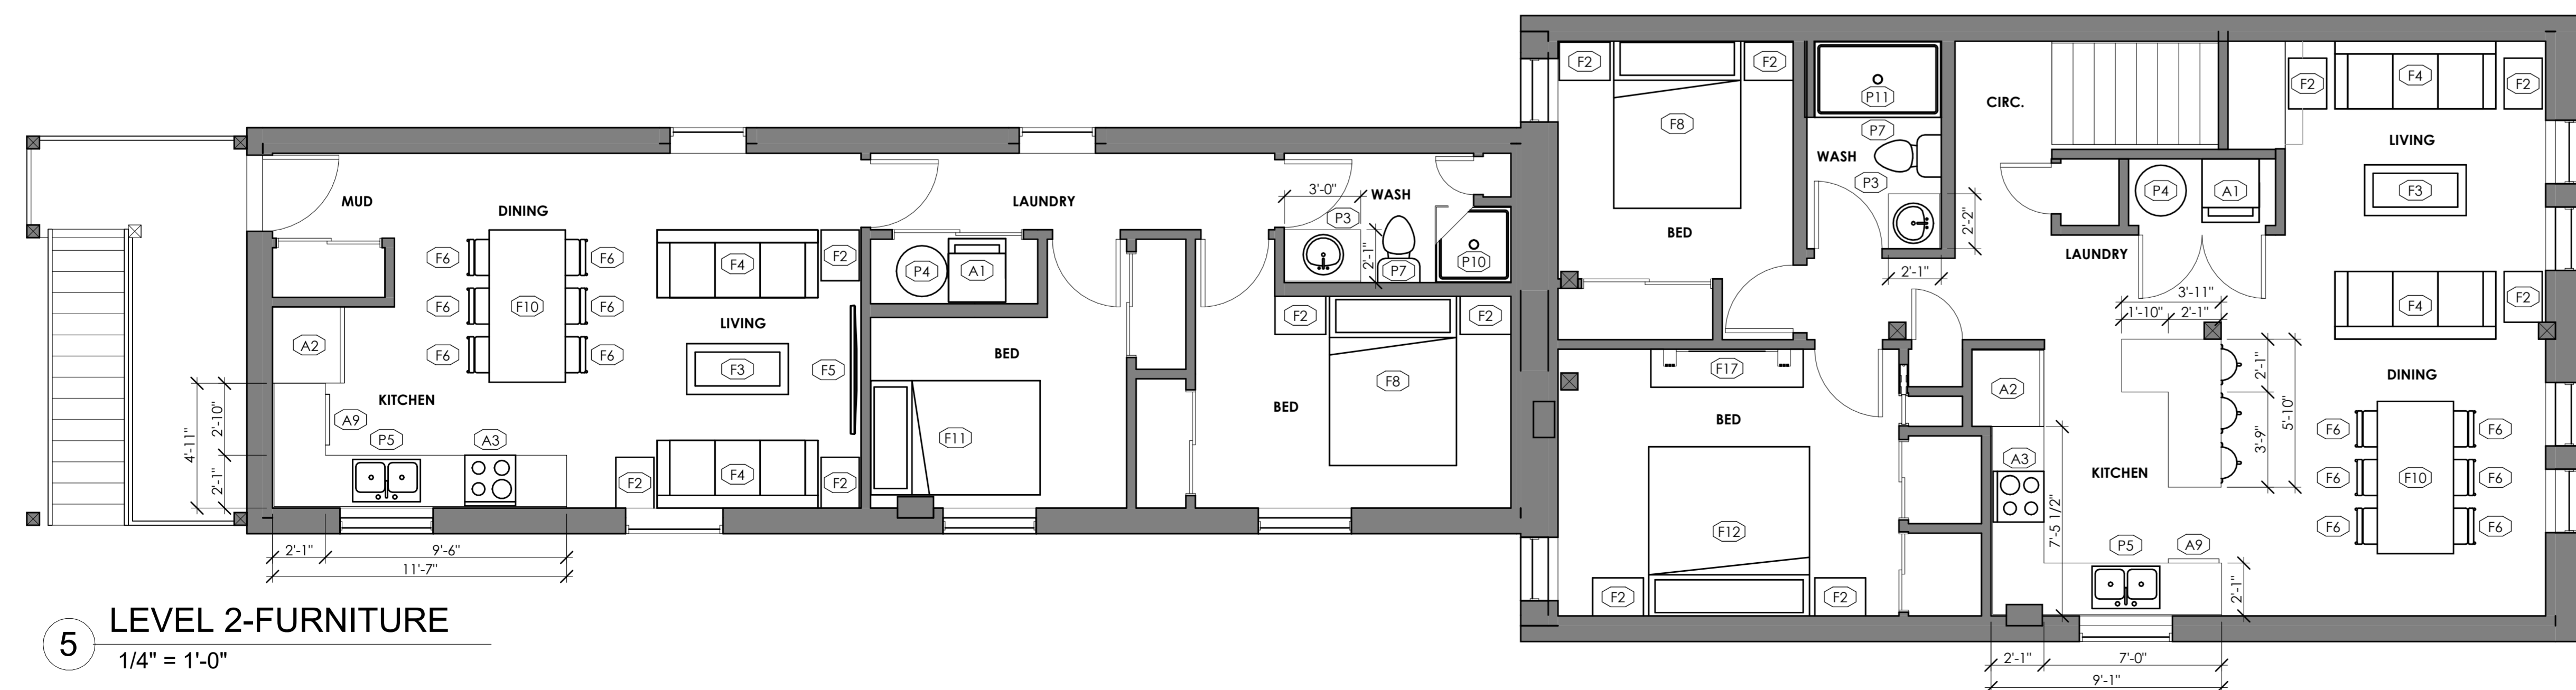 F2
F2
F8
BED
P11
P7
WASH
P3
2'-2"
2'-1"
CIRC.
P4
A1
LAUNDRY
F2
F4
F2
LIVING
F3
F4
F2
MUD
DINING
F6
F6
F6
F10
F6
F6
F6
F4
F2
LIVING
F3
F5
A2
KITCHEN
A9
P5
A3
F2
F4
F2
4'-11"
2'-10"
2'-1"
2'-1"
9'-6"
11'-7"
LAUNDRY
P4
A1
BED
F11
3'-0"
WASH
P3
2'-1"
P7
P10
F2
F2
F8
BED
F17
BED
F12
F2
F2
3'-11"
1'-10"
2'-1"
A2
A3
KITCHEN
7'-5 1/2"
P5
A9
2'-1"
2'-1"
3'-9"
5'-10"
DINING
F6
F6
F6
F10
F6
F6
F6
2'-1"
7'-0"
9'-1"
5
LEVEL 2-FURNITURE
1/4" = 1'-0"